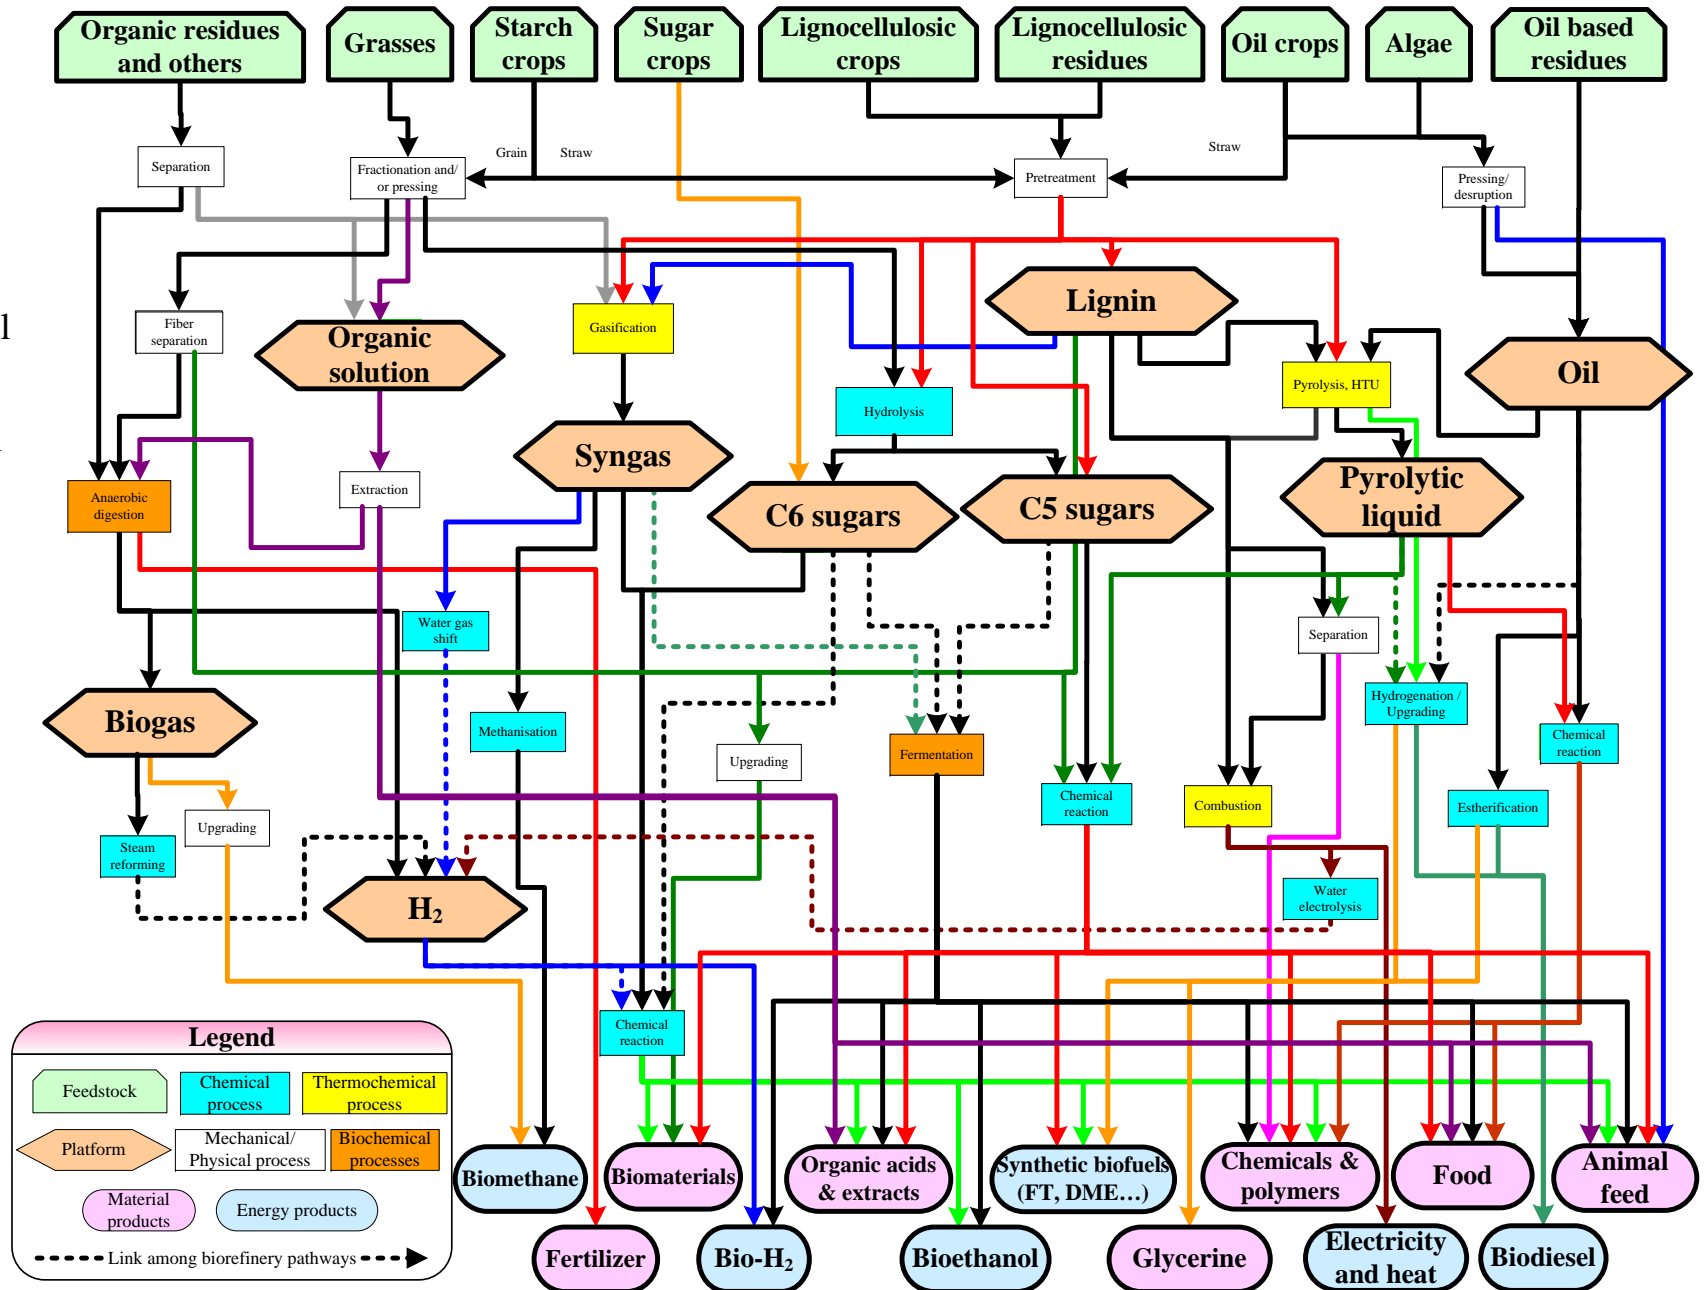 Organic residues
and others
Grasses
Starch
crops
Sugar
crops
Lignocellulosic
crops
Lignocellulosic
residues
Oil crops
Algae
Oil based
residues
Separation
Fractionation and/
or pressing
Grain
Straw
Pretreatment
Straw
Pressing/
desruption
l
Fiber
separation
Organic
solution
Gasification
Lignin
Pyrolysis, HTU
Oil
Hydrolysis
Syngas
Anaerobic
digestion
Extraction
C6 sugars
C5 sugars
Pyrolytic
liquid
Water gas
shift
Separation
Biogas
Methanisation
Upgrading
Fermentation
Hydrogenation /
Upgrading
Chemical
reaction
Steam
reforming
Upgrading
Chemical
reaction
Combustion
Estherification
H₂
Water
electrolysis
Chemical
reaction
Legend
Feedstock
Chemical
process
Thermochemical
process
Platform
Mechanical/
Physical process
Biochemical
processes
Material
products
Energy products
Link among biorefinery pathways
Biomethane
Biomaterials
Organic acids
& extracts
Synthetic biofuels
(FT, DME…)
Chemicals &
polymers
Food
Animal
feed
Fertilizer
Bio-H₂
Bioethanol
Glycerine
Electricity
and heat
Biodiesel